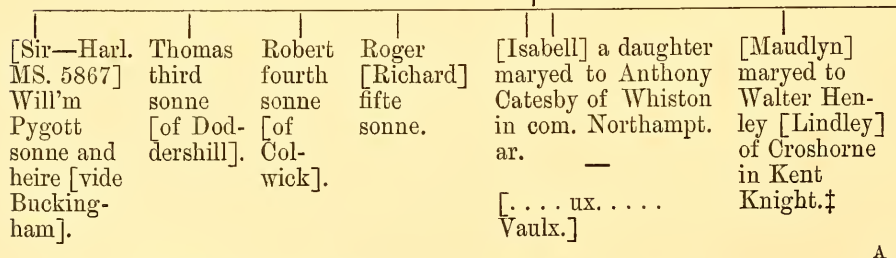 [Sir—Harl.
MS. 5867]
Will'm
Pygott
sonne and
heire [vide
Bucking-
ham].
Thomas
third
sonne
[of Dod-
dershill].
Robert
fourth
sonne
[of
Col-
wick].
Roger
[Richard]
fifte
sonne.
[Isabell] a daughter
maryed to Anthony
Catesby of Whiston
in com. Northampt.
ar.
—
[. . . . ux. . . . .
Vaulx.]
[Maudlyn]
maryed to
Walter Hen-
ley [Lindley]
of Croshorne
in Kent
Knight.‡
A